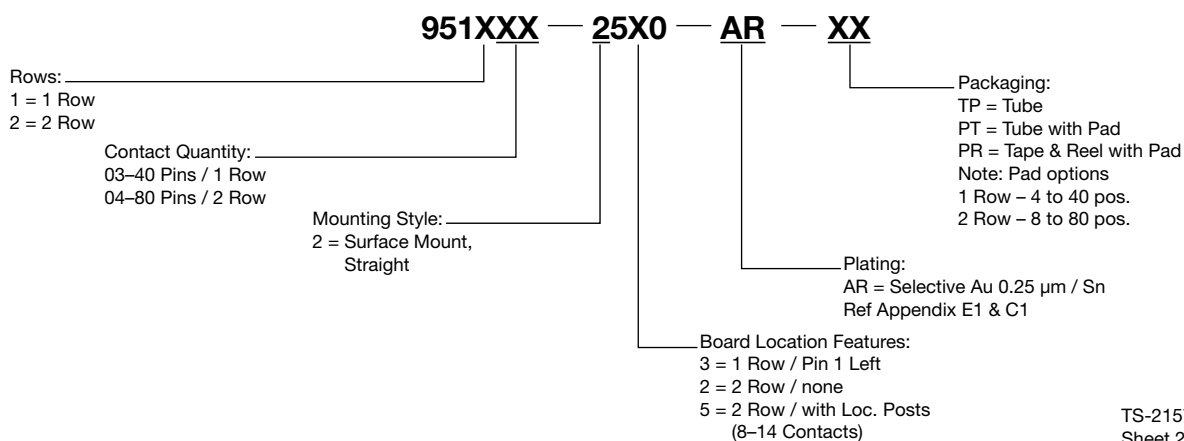 951XXX — 25X0 — AR — XX
Rows:
1 = 1 Row
2 = 2 Row
Contact Quantity:
03–40 Pins / 1 Row
04–80 Pins / 2 Row
Mounting Style:
2 = Surface Mount,
Straight
Packaging:
TP = Tube
PT = Tube with Pad
PR = Tape & Reel with Pad
Note: Pad options
1 Row – 4 to 40 pos.
2 Row – 8 to 80 pos.
Plating:
AR = Selective Au 0.25 µm / Sn
Ref Appendix E1 & C1
Board Location Features:
3 = 1 Row / Pin 1 Left
2 = 2 Row / none
5 = 2 Row / with Loc. Posts
(8–14 Contacts)
TS-2157
Sheet 2